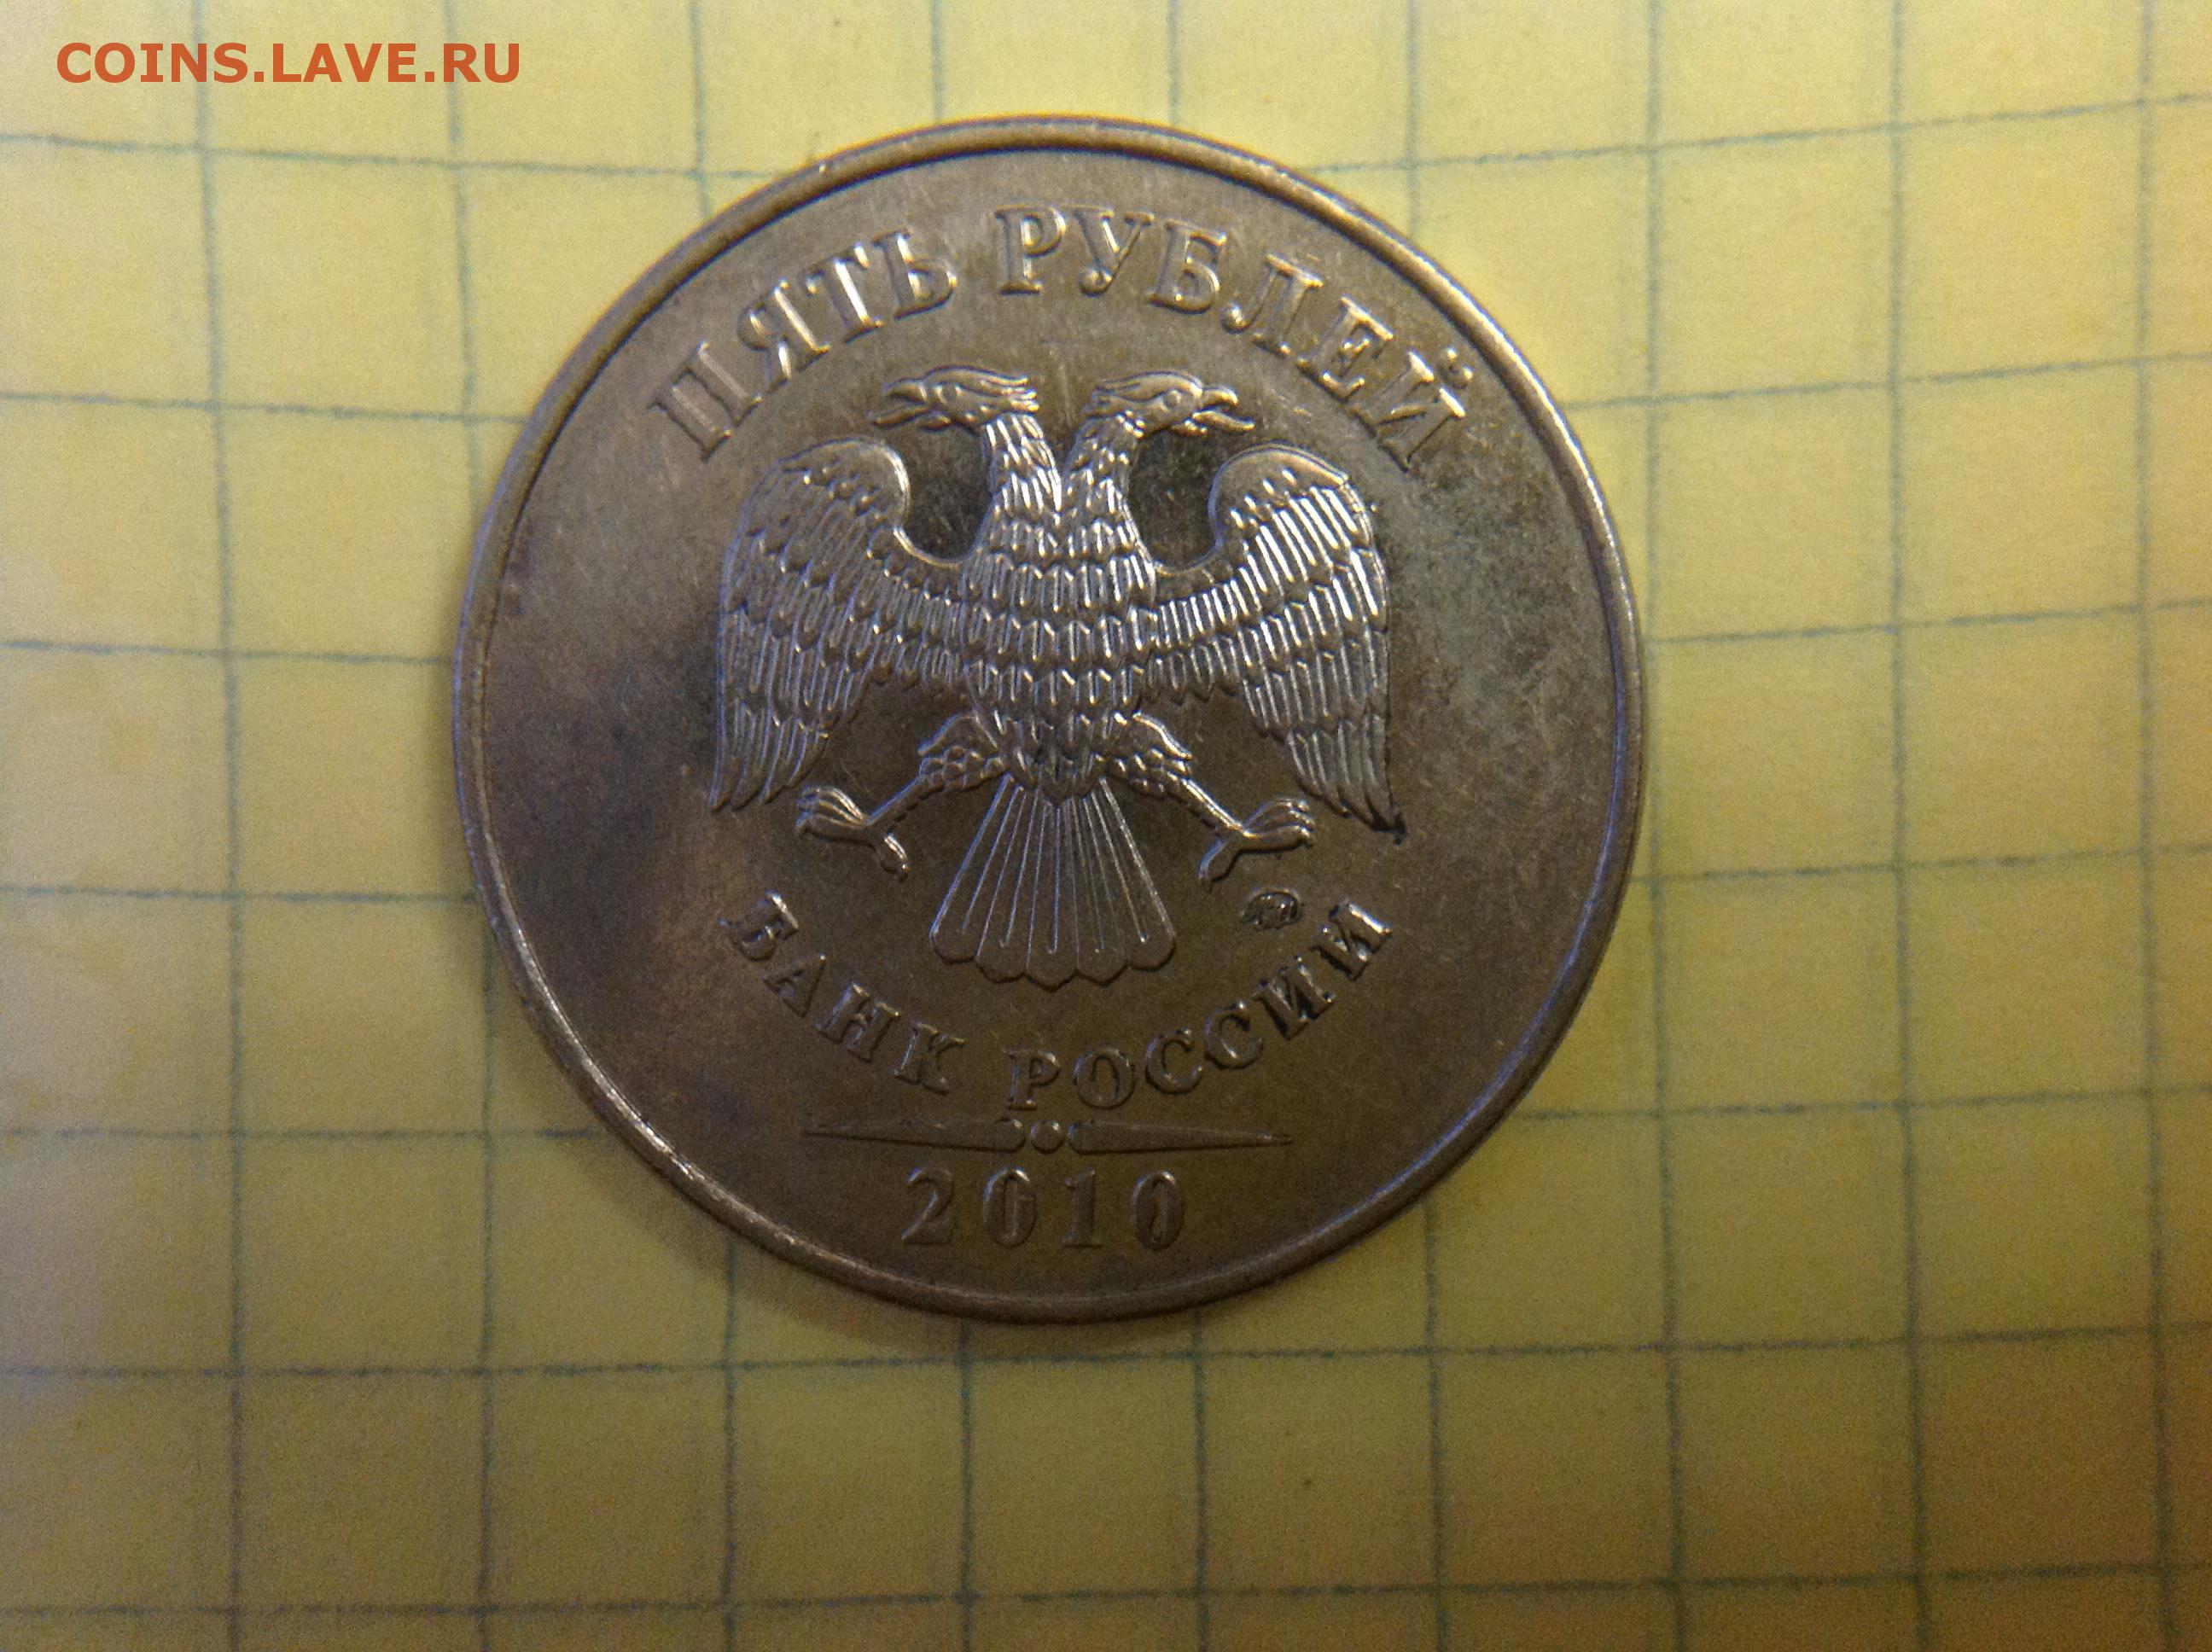 COINS.LAVE.RU
ПЯТЬ РУБЛЕЙ
БАНК РОССИИ
2010